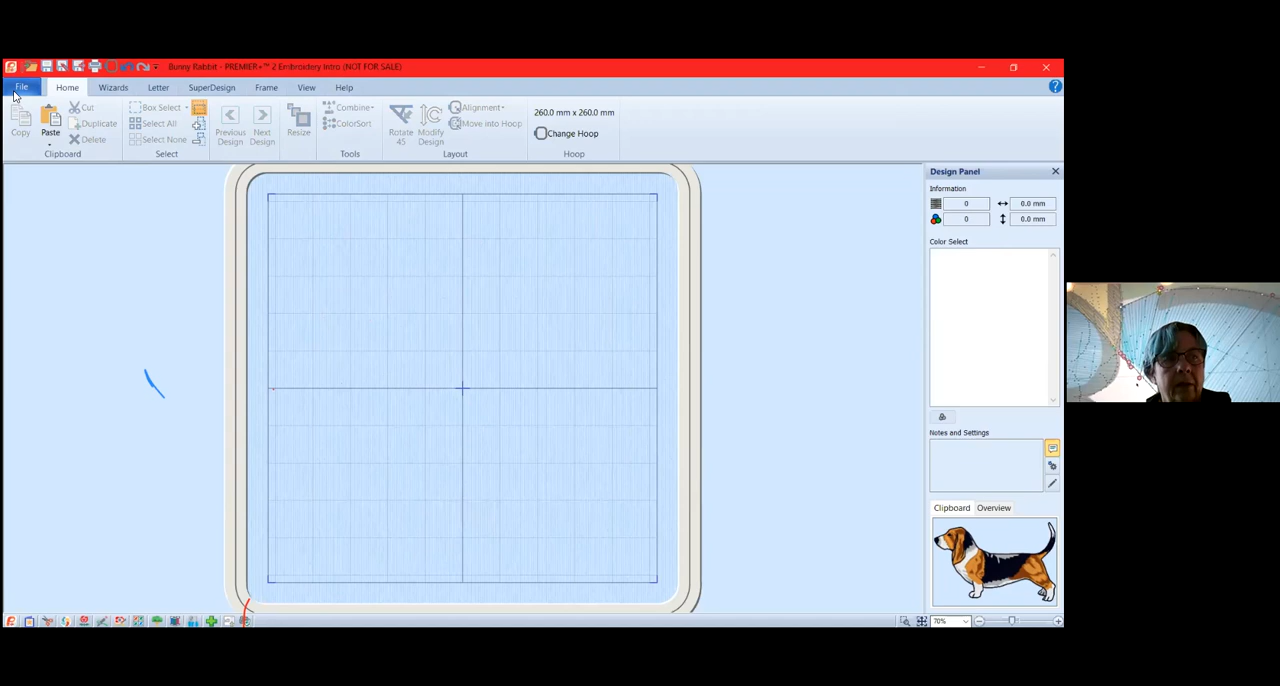 Bunny Rabbit - PREMIER+™ 2 Embroidery Intro (NOT FOR SALE)
File Home Wizards Letter SuperDesign Frame View Help
Copy Paste Cut Duplicate Delete Clipboard
Box Select Select All Select None Select
Previous Design Next Design
Resize
Combine ColorSort Tools
Rotate 45 Modify Design Alignment Move into Hoop Layout
260.0 mm x 260.0 mm
Change Hoop
Hoop
Design Panel
Information
0 0.0 mm
0 0.0 mm
Color Select
Notes and Settings
Clipboard Overview
70%